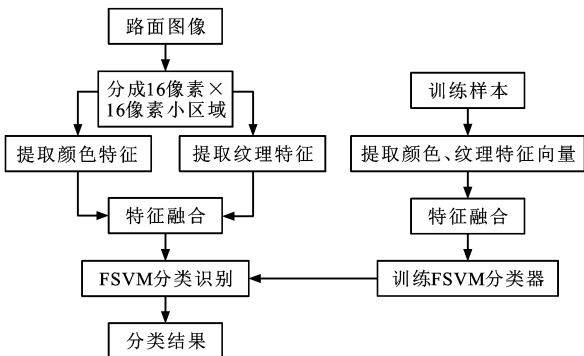 路面图像
分成16像素×
16像素小区域
训练样本
提取颜色特征
提取纹理特征
提取颜色、纹理特征向量
特征融合
特征融合
FSVM分类识别
训练FSVM分类器
分类结果